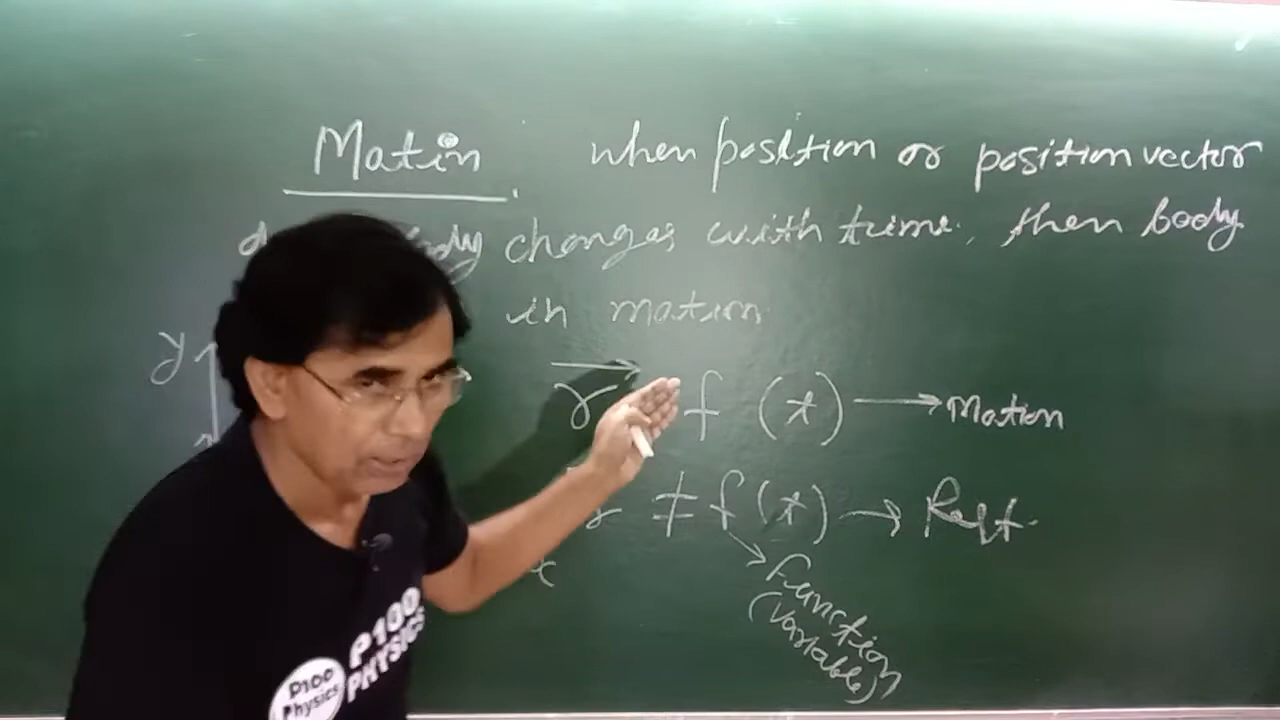 Motion when position or position vector
body changes with time, then body
in motion
y
r f (t) → Motion
r ≠ f (t) → Rest.
x
function
(variable)
P100
PHYSICS
P100
Physics